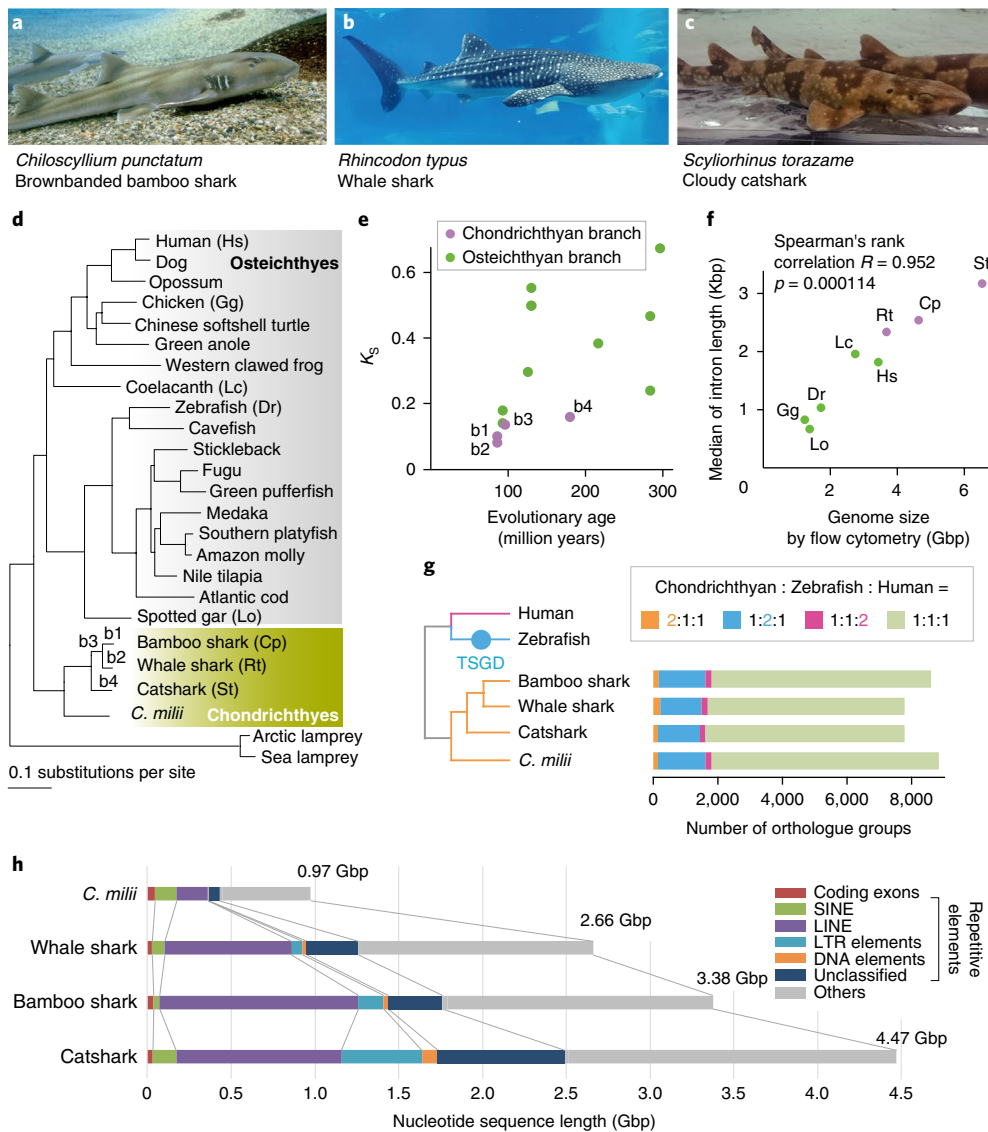 a
Chiloscyllium punctatum
Brownbanded bamboo shark
b
Rhincodon typus
Whale shark
c
Scyliorhinus torazame
Cloudy catshark
d
Human (Hs)
Dog
Osteichthyes
Opossum
Chicken (Gg)
Chinese softshell turtle
Green anole
Western clawed frog
Coelacanth (Lc)
Zebrafish (Dr)
Cavefish
Stickleback
Fugu
Green pufferfish
Medaka
Southern platyfish
Amazon molly
Nile tilapia
Atlantic cod
Spotted gar (Lo)
b3
b1
Bamboo shark (Cp)
b2
Whale shark (Rt)
b4
Catshark (St)
C. milii
Chondrichthyes
Arctic lamprey
Sea lamprey
0.1 substitutions per site
e
Chondrichthyan branch
Osteichthyan branch
0.6
0.4
0.2
0
KS
b1
b2
b3
b4
100
200
300
Evolutionary age
(million years)
f
Spearman's rank
correlation R = 0.952
p = 0.000114
St
Cp
Rt
Lc
Hs
Dr
Gg
Lo
3
2
1
0
Median of intron length (Kbp)
2
4
6
Genome size
by flow cytometry (Gbp)
g
Human
Zebrafish
TSGD
Bamboo shark
Whale shark
Catshark
C. milii
Chondrichthyan : Zebrafish : Human =
2:1:1
1:2:1
1:1:2
1:1:1
0
2,000
4,000
6,000
8,000
Number of orthologue groups
h
C. milii
0.97 Gbp
Whale shark
2.66 Gbp
Bamboo shark
3.38 Gbp
Catshark
4.47 Gbp
Coding exons
SINE
LINE
LTR elements
DNA elements
Unclassified
Others
Repetitive
elements
0
0.5
1.0
1.5
2.0
2.5
3.0
3.5
4.0
4.5
Nucleotide sequence length (Gbp)